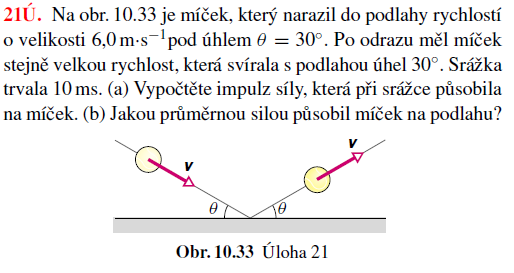 21Ú. Na obr. 10.33 je míček, který narazil do podlahy rychlostí
o velikosti 6,0 m·s⁻¹ pod úhlem θ = 30°. Po odrazu měl míček
stejně velkou rychlost, která svírala s podlahou úhel 30°. Srážka
trvala 10 ms. (a) Vypočtěte impulz síly, která při srážce působila
na míček. (b) Jakou průměrnou silou působil míček na podlahu?
v
v
θ
θ
Obr. 10.33 Úloha 21